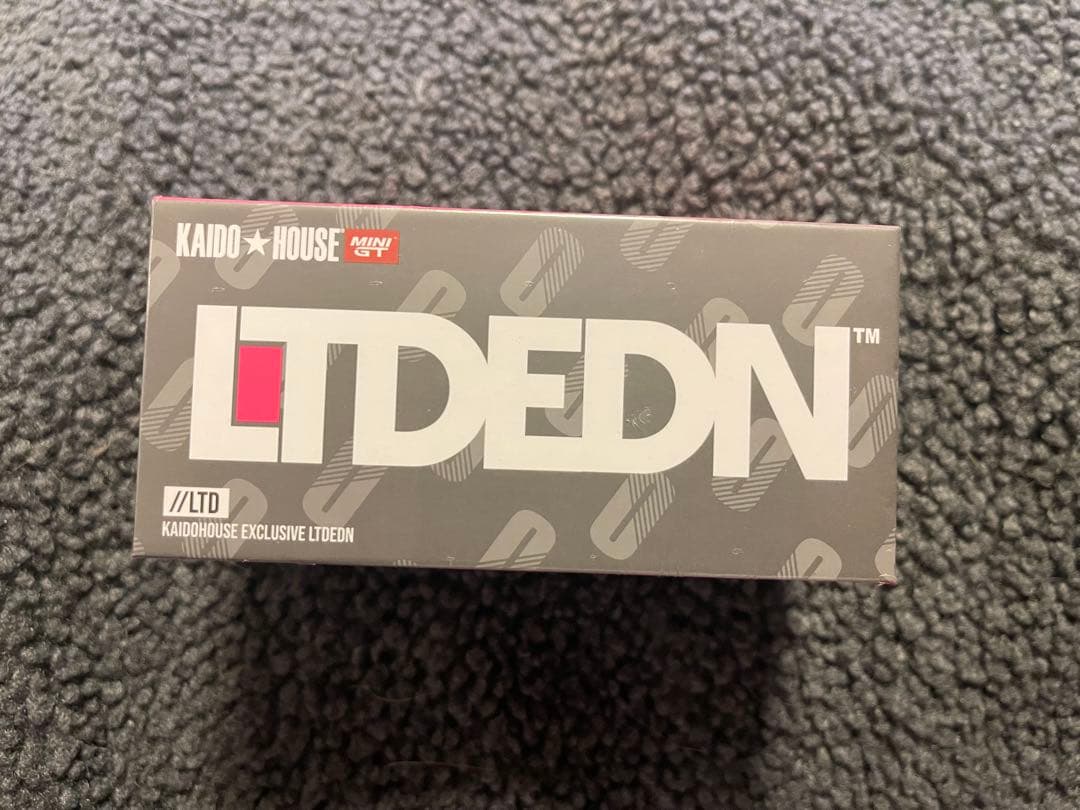 KAIDO★HOUSE MINI GT
LTDEDN™
//LTD
KAIDOHOUSE EXCLUSIVE LTDEDN